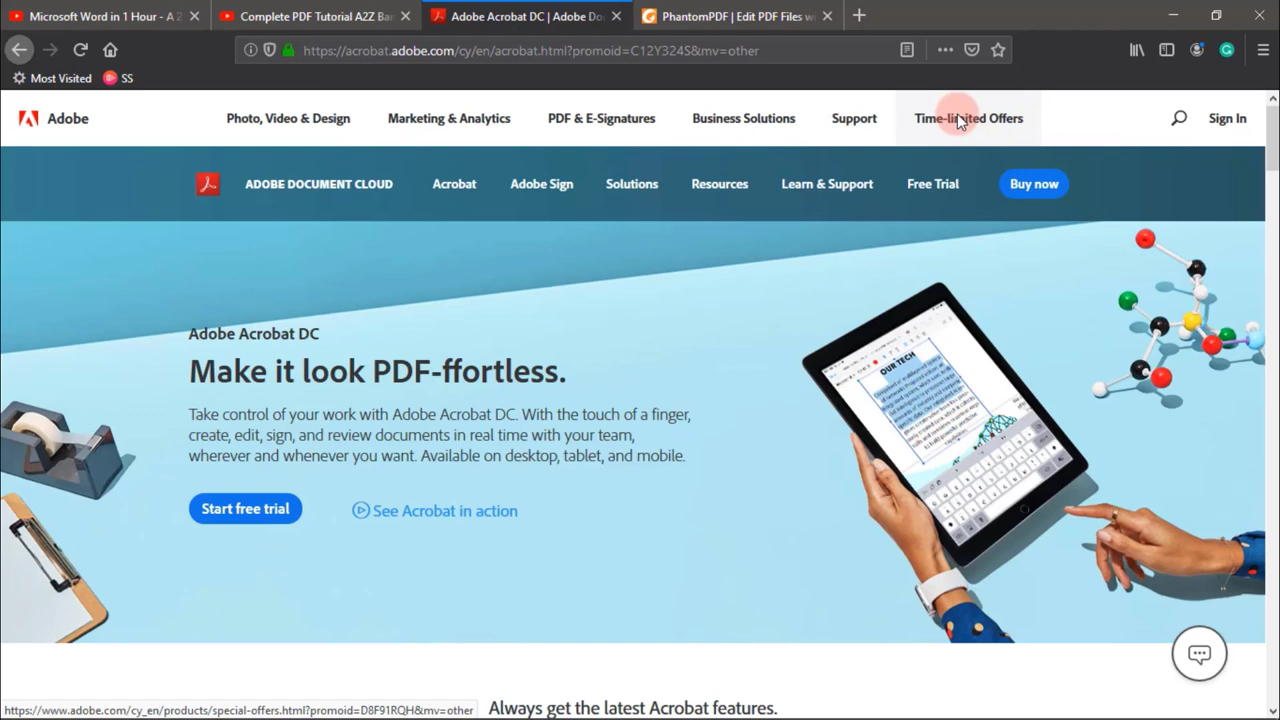 Microsoft Word in 1 Hour - A 2
Complete PDF Tutorial A2Z Bar
Adobe Acrobat DC | Adobe Do
PhantomPDF | Edit PDF Files w
https://acrobat.adobe.com/cy/en/acrobat.html?promoid=C12Y324S&mv=other
Most Visited
SS
Adobe
Photo, Video & Design
Marketing & Analytics
PDF & E-Signatures
Business Solutions
Support
Time-limited Offers
Sign In
ADOBE DOCUMENT CLOUD
Acrobat
Adobe Sign
Solutions
Resources
Learn & Support
Free Trial
Buy now
Adobe Acrobat DC
Make it look PDF-ffortless.
Take control of your work with Adobe Acrobat DC. With the touch of a finger,
create, edit, sign, and review documents in real time with your team,
wherever and whenever you want. Available on desktop, tablet, and mobile.
Start free trial
See Acrobat in action
OUR TECH
https://www.adobe.com/cy_en/products/special-offers.html?promoid=D8F91RQH&mv=other
Always get the latest Acrobat features.